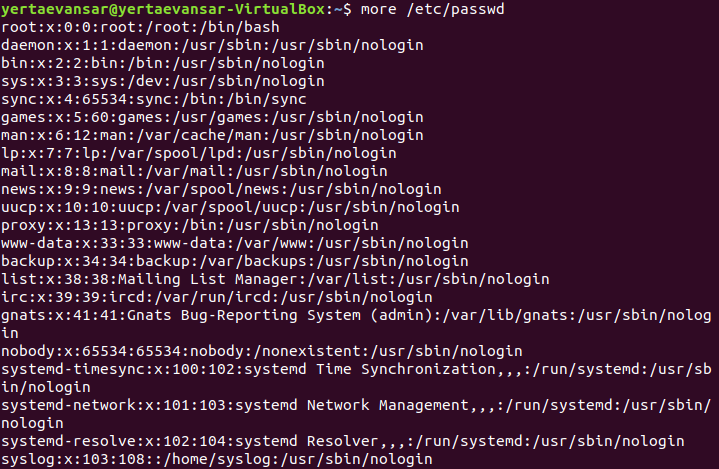 yertaevansar@yertaevansar-VirtualBox:~$ more /etc/passwd
root:x:0:0:root:/root:/bin/bash
daemon:x:1:1:daemon:/usr/sbin:/usr/sbin/nologin
bin:x:2:2:bin:/bin:/usr/sbin/nologin
sys:x:3:3:sys:/dev:/usr/sbin/nologin
sync:x:4:65534:sync:/bin:/bin/sync
games:x:5:60:games:/usr/games:/usr/sbin/nologin
man:x:6:12:man:/var/cache/man:/usr/sbin/nologin
lp:x:7:7:lp:/var/spool/lpd:/usr/sbin/nologin
mail:x:8:8:mail:/var/mail:/usr/sbin/nologin
news:x:9:9:news:/var/spool/news:/usr/sbin/nologin
uucp:x:10:10:uucp:/var/spool/uucp:/usr/sbin/nologin
proxy:x:13:13:proxy:/bin:/usr/sbin/nologin
www-data:x:33:33:www-data:/var/www:/usr/sbin/nologin
backup:x:34:34:backup:/var/backups:/usr/sbin/nologin
list:x:38:38:Mailing List Manager:/var/list:/usr/sbin/nologin
irc:x:39:39:ircd:/var/run/ircd:/usr/sbin/nologin
gnats:x:41:41:Gnats Bug-Reporting System (admin):/var/lib/gnats:/usr/sbin/nolog
in
nobody:x:65534:65534:nobody:/nonexistent:/usr/sbin/nologin
systemd-timesync:x:100:102:systemd Time Synchronization,,,:/run/systemd:/usr/sb
in/nologin
systemd-network:x:101:103:systemd Network Management,,,:/run/systemd:/usr/sbin/
nologin
systemd-resolve:x:102:104:systemd Resolver,,,:/run/systemd:/usr/sbin/nologin
syslog:x:103:108::/home/syslog:/usr/sbin/nologin